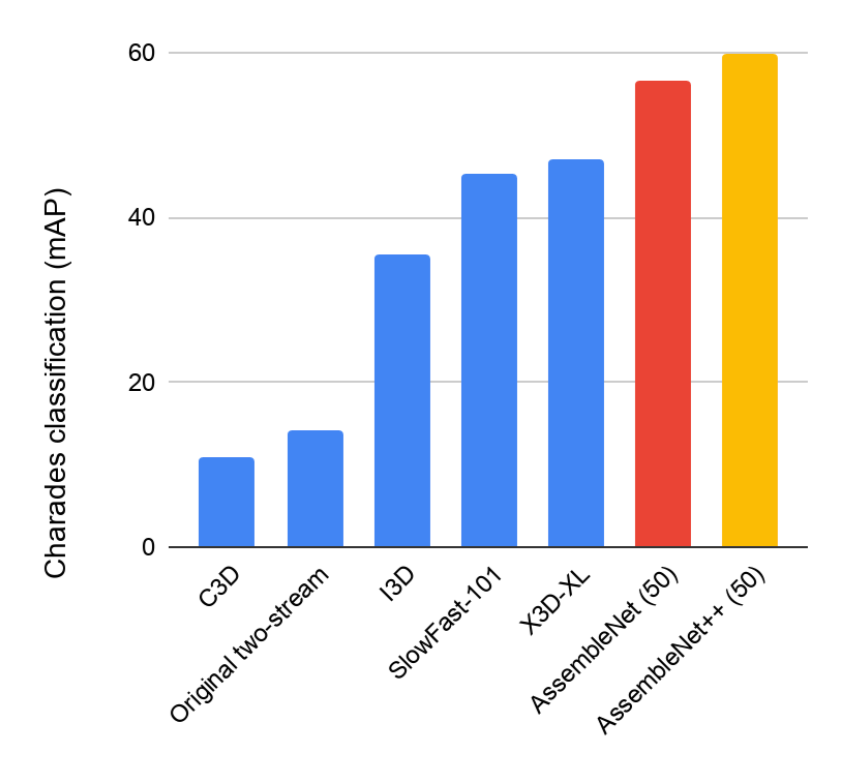 Charades classification (mAP)
60
40
20
0
C3D
Original two-stream
I3D
SlowFast-101
X3D-XL
AssembleNet (50)
AssembleNet++ (50)